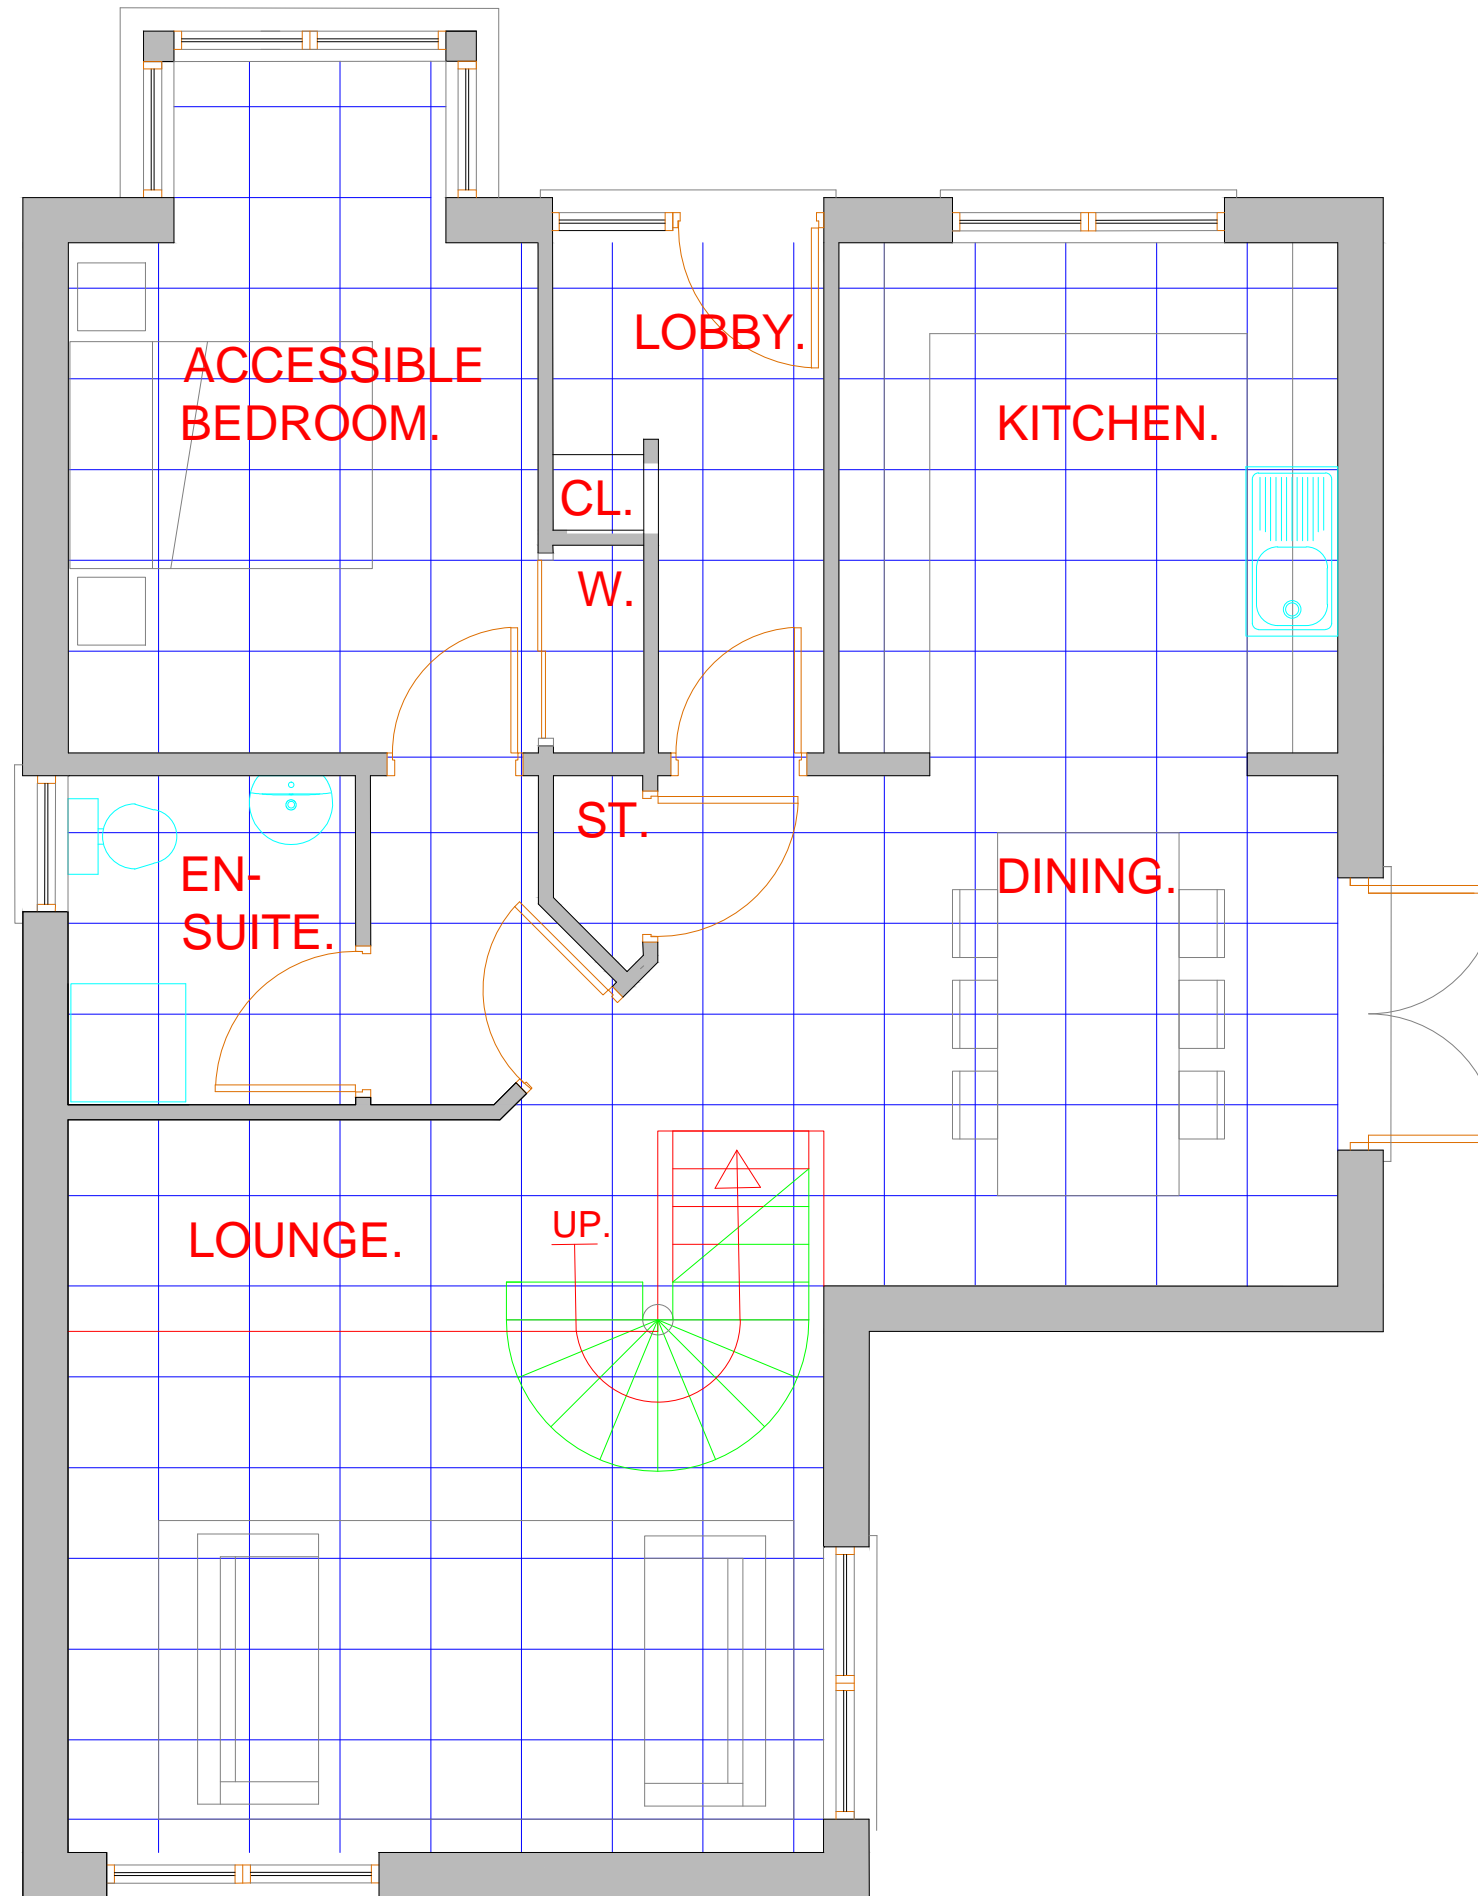 LOBBY.
ACCESSIBLE
BEDROOM.
KITCHEN.
CL.
W.
ST.
EN-
SUITE.
DINING.
LOUNGE.
UP.